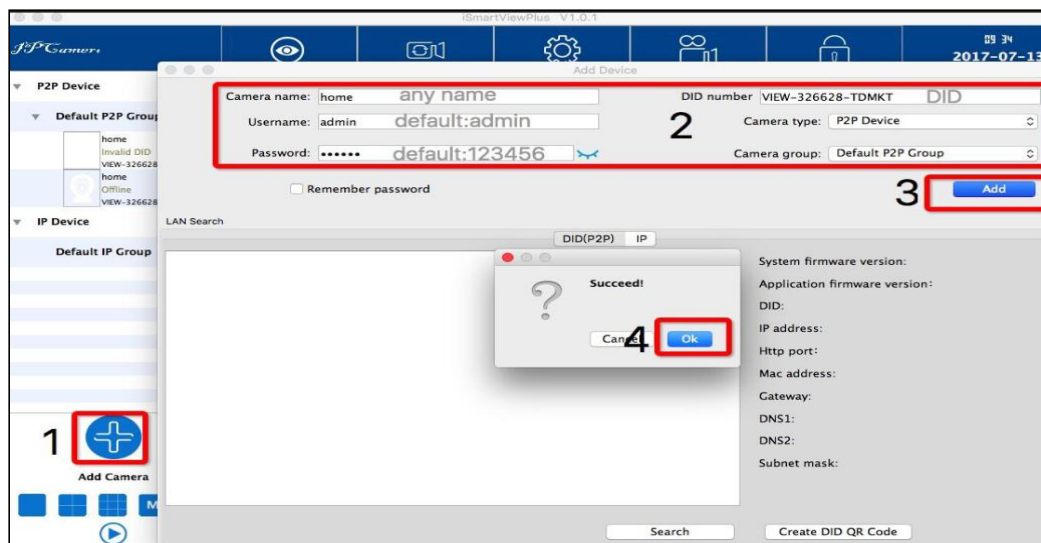 iSmartViewPlus V1.0.1
IPCamera
09 34
2017-07-13
Add Device
P2P Device
Default P2P Group
home
Invalid DID
VIEW-326628
home
Offline
VIEW-326628
IP Device
Default IP Group
Camera name: home any name
DID number VIEW-326628-TDMKT DID
Username: admin default:admin
2
Camera type: P2P Device
Password: •••••• default:123456
Camera group: Default P2P Group
Remember password
3
Add
LAN Search
DID(P2P) IP
Succeed!
Cancel
4
Ok
System firmware version:
Application firmware version:
DID:
IP address:
Http port:
Mac address:
Gateway:
DNS1:
DNS2:
Subnet mask:
1
Add Camera
M
Search
Create DID QR Code